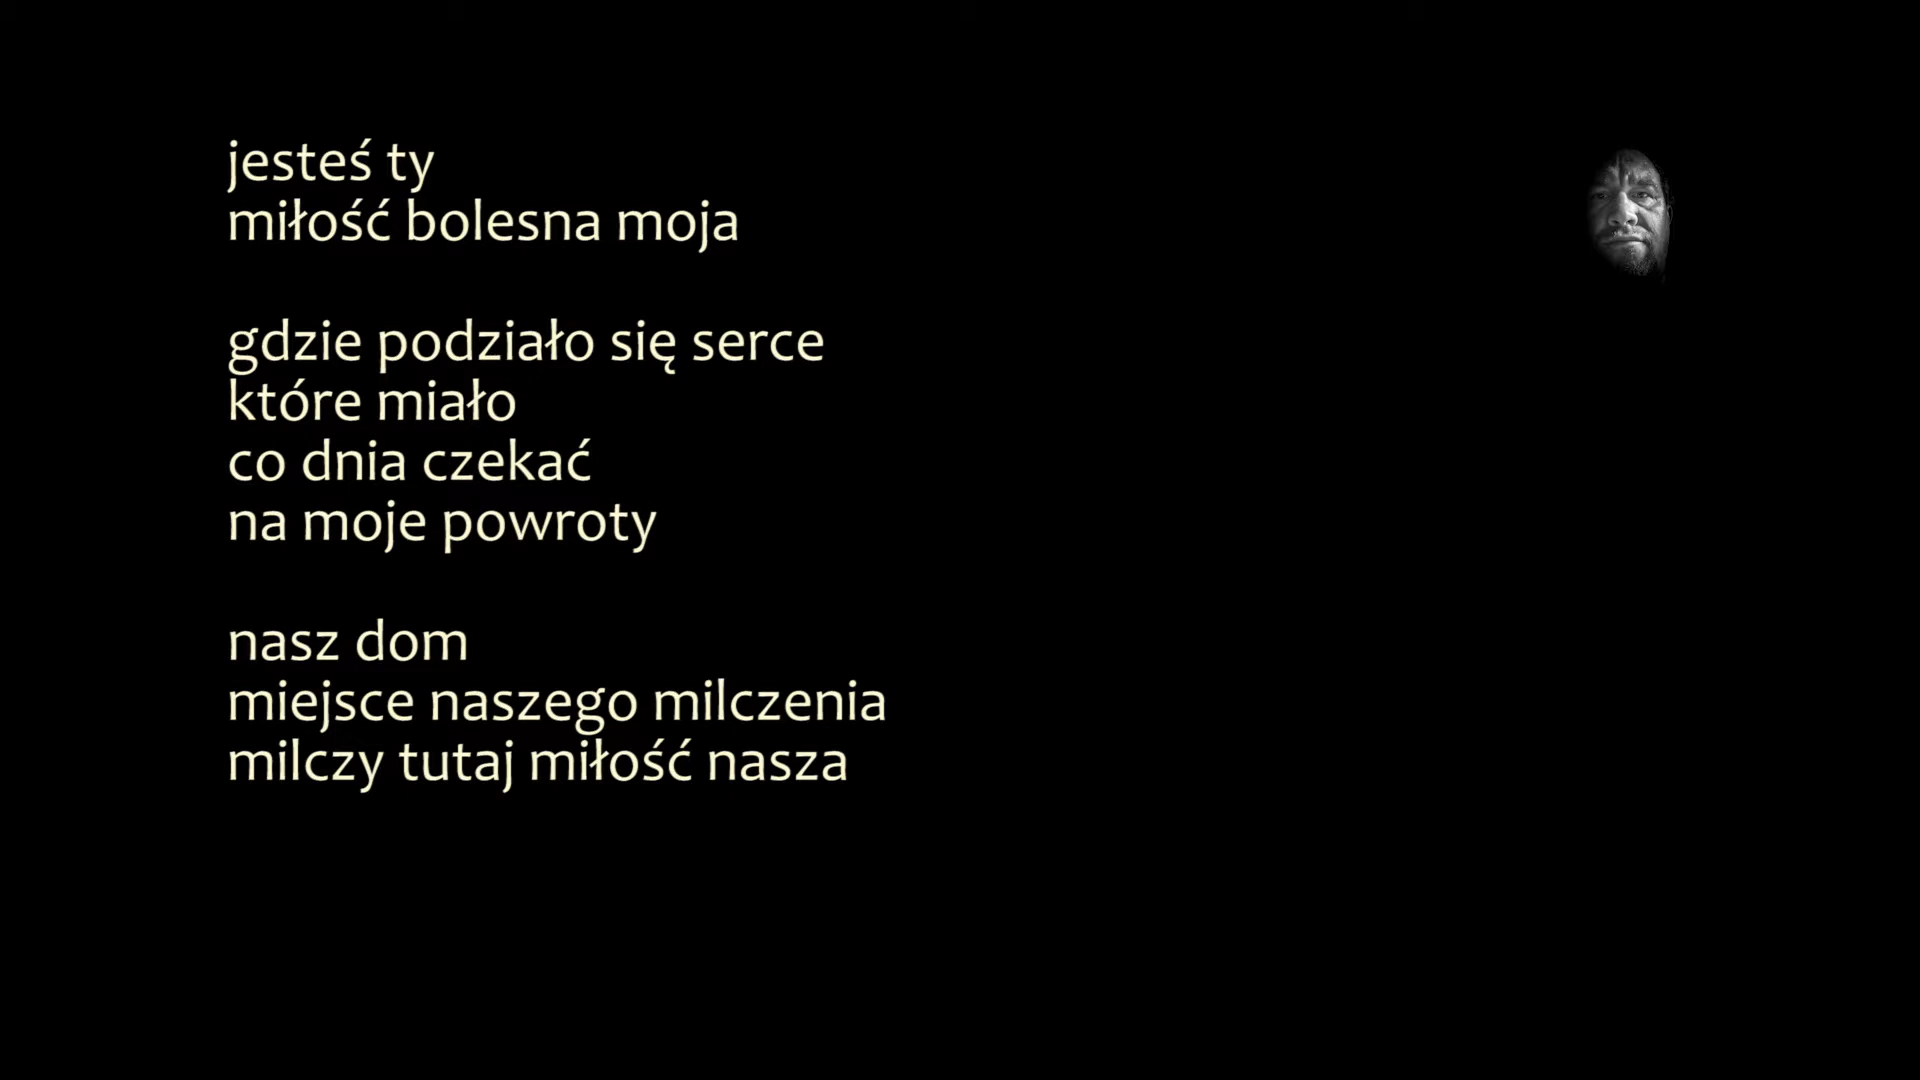 jesteś ty
miłość bolesna moja
gdzie podziało się serce
które miało
co dnia czekać
na moje powroty
nasz dom
miejsce naszego milczenia
milczy tutaj miłość nasza